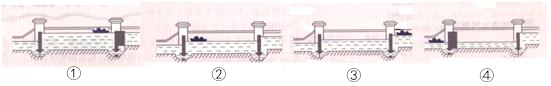 ① ② ③ ④